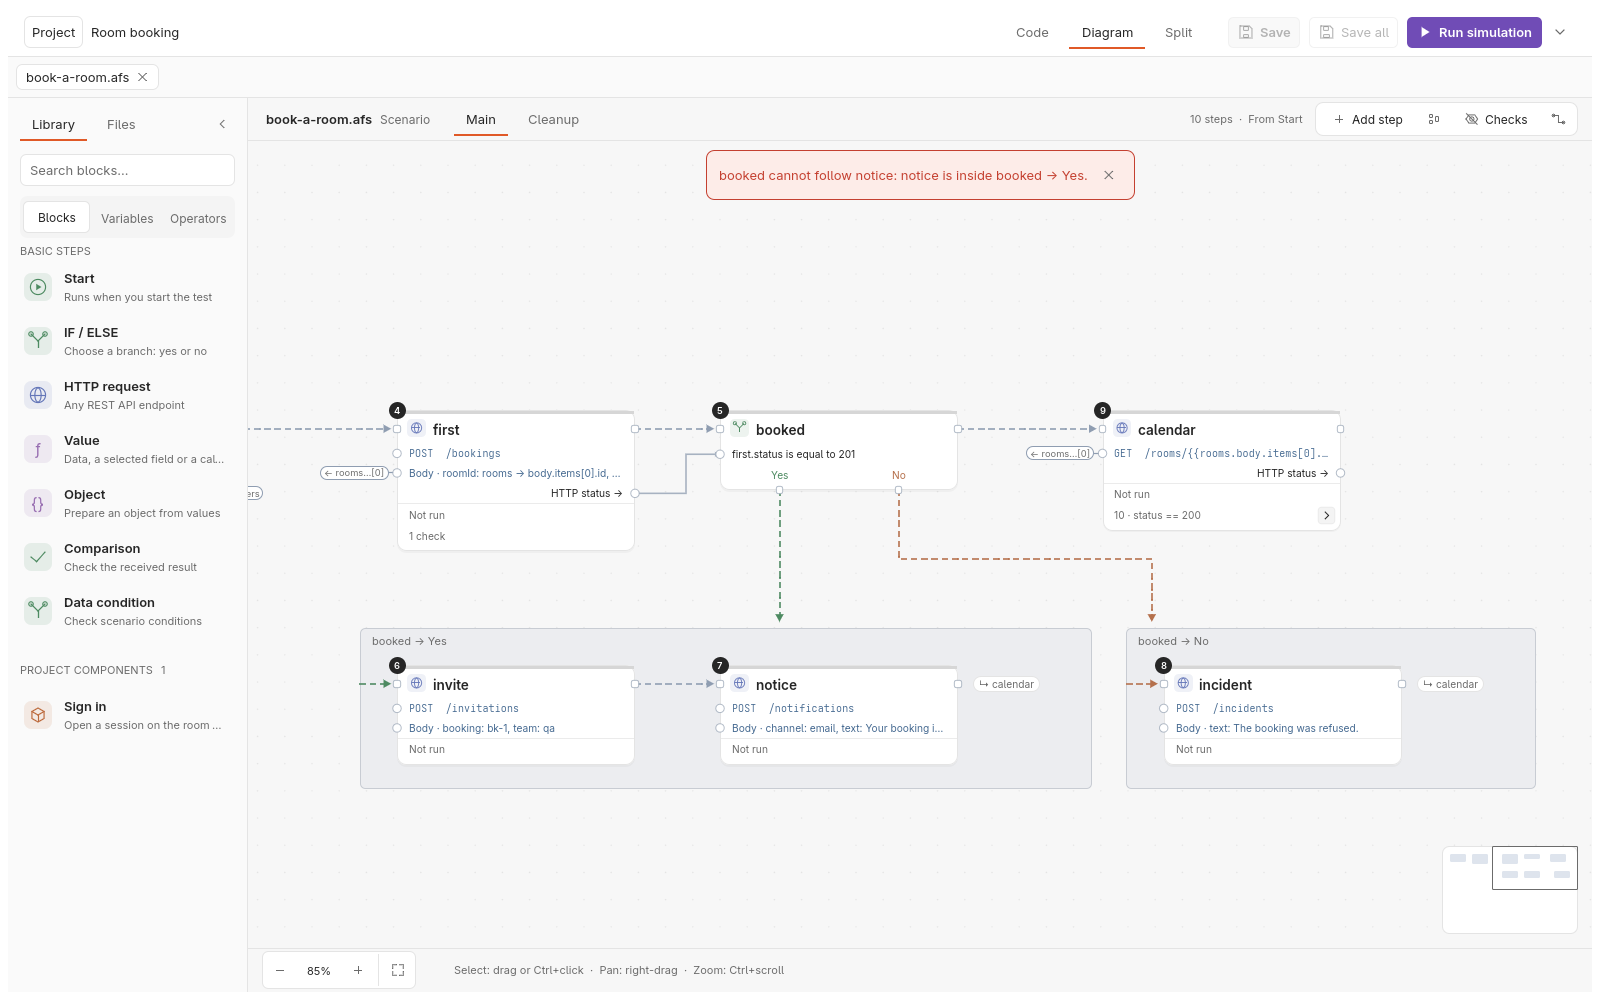 Project Room booking
Code Diagram Split Save Save all Run simulation
book-a-room.afs
Library Files
book-a-room.afs Scenario Main Cleanup
10 steps · From Start Add step Checks
booked cannot follow notice: notice is inside booked → Yes.
Search blocks...
Blocks Variables Operators
BASIC STEPS
Start
Runs when you start the test
IF / ELSE
Choose a branch: yes or no
HTTP request
Any REST API endpoint
Value
Data, a selected field or a cal...
Object
Prepare an object from values
Comparison
Check the received result
Data condition
Check scenario conditions
PROJECT COMPONENTS 1
Sign in
Open a session on the room ...
4
first
POST /bookings
← rooms...[0]
Body · roomId: rooms → body.items[0].id, ...
ers
HTTP status →
Not run
1 check
5
booked
first.status is equal to 201
Yes No
9
calendar
← rooms...[0]
GET /rooms/{{rooms.body.items[0]....
HTTP status →
Not run
10 · status == 200
booked → Yes
6
invite
POST /invitations
Body · booking: bk-1, team: qa
Not run
7
notice
POST /notifications
Body · channel: email, text: Your booking i...
Not run
↳ calendar
booked → No
8
incident
POST /incidents
Body · text: The booking was refused.
Not run
↳ calendar
− 85% +
Select: drag or Ctrl+click · Pan: right-drag · Zoom: Ctrl+scroll